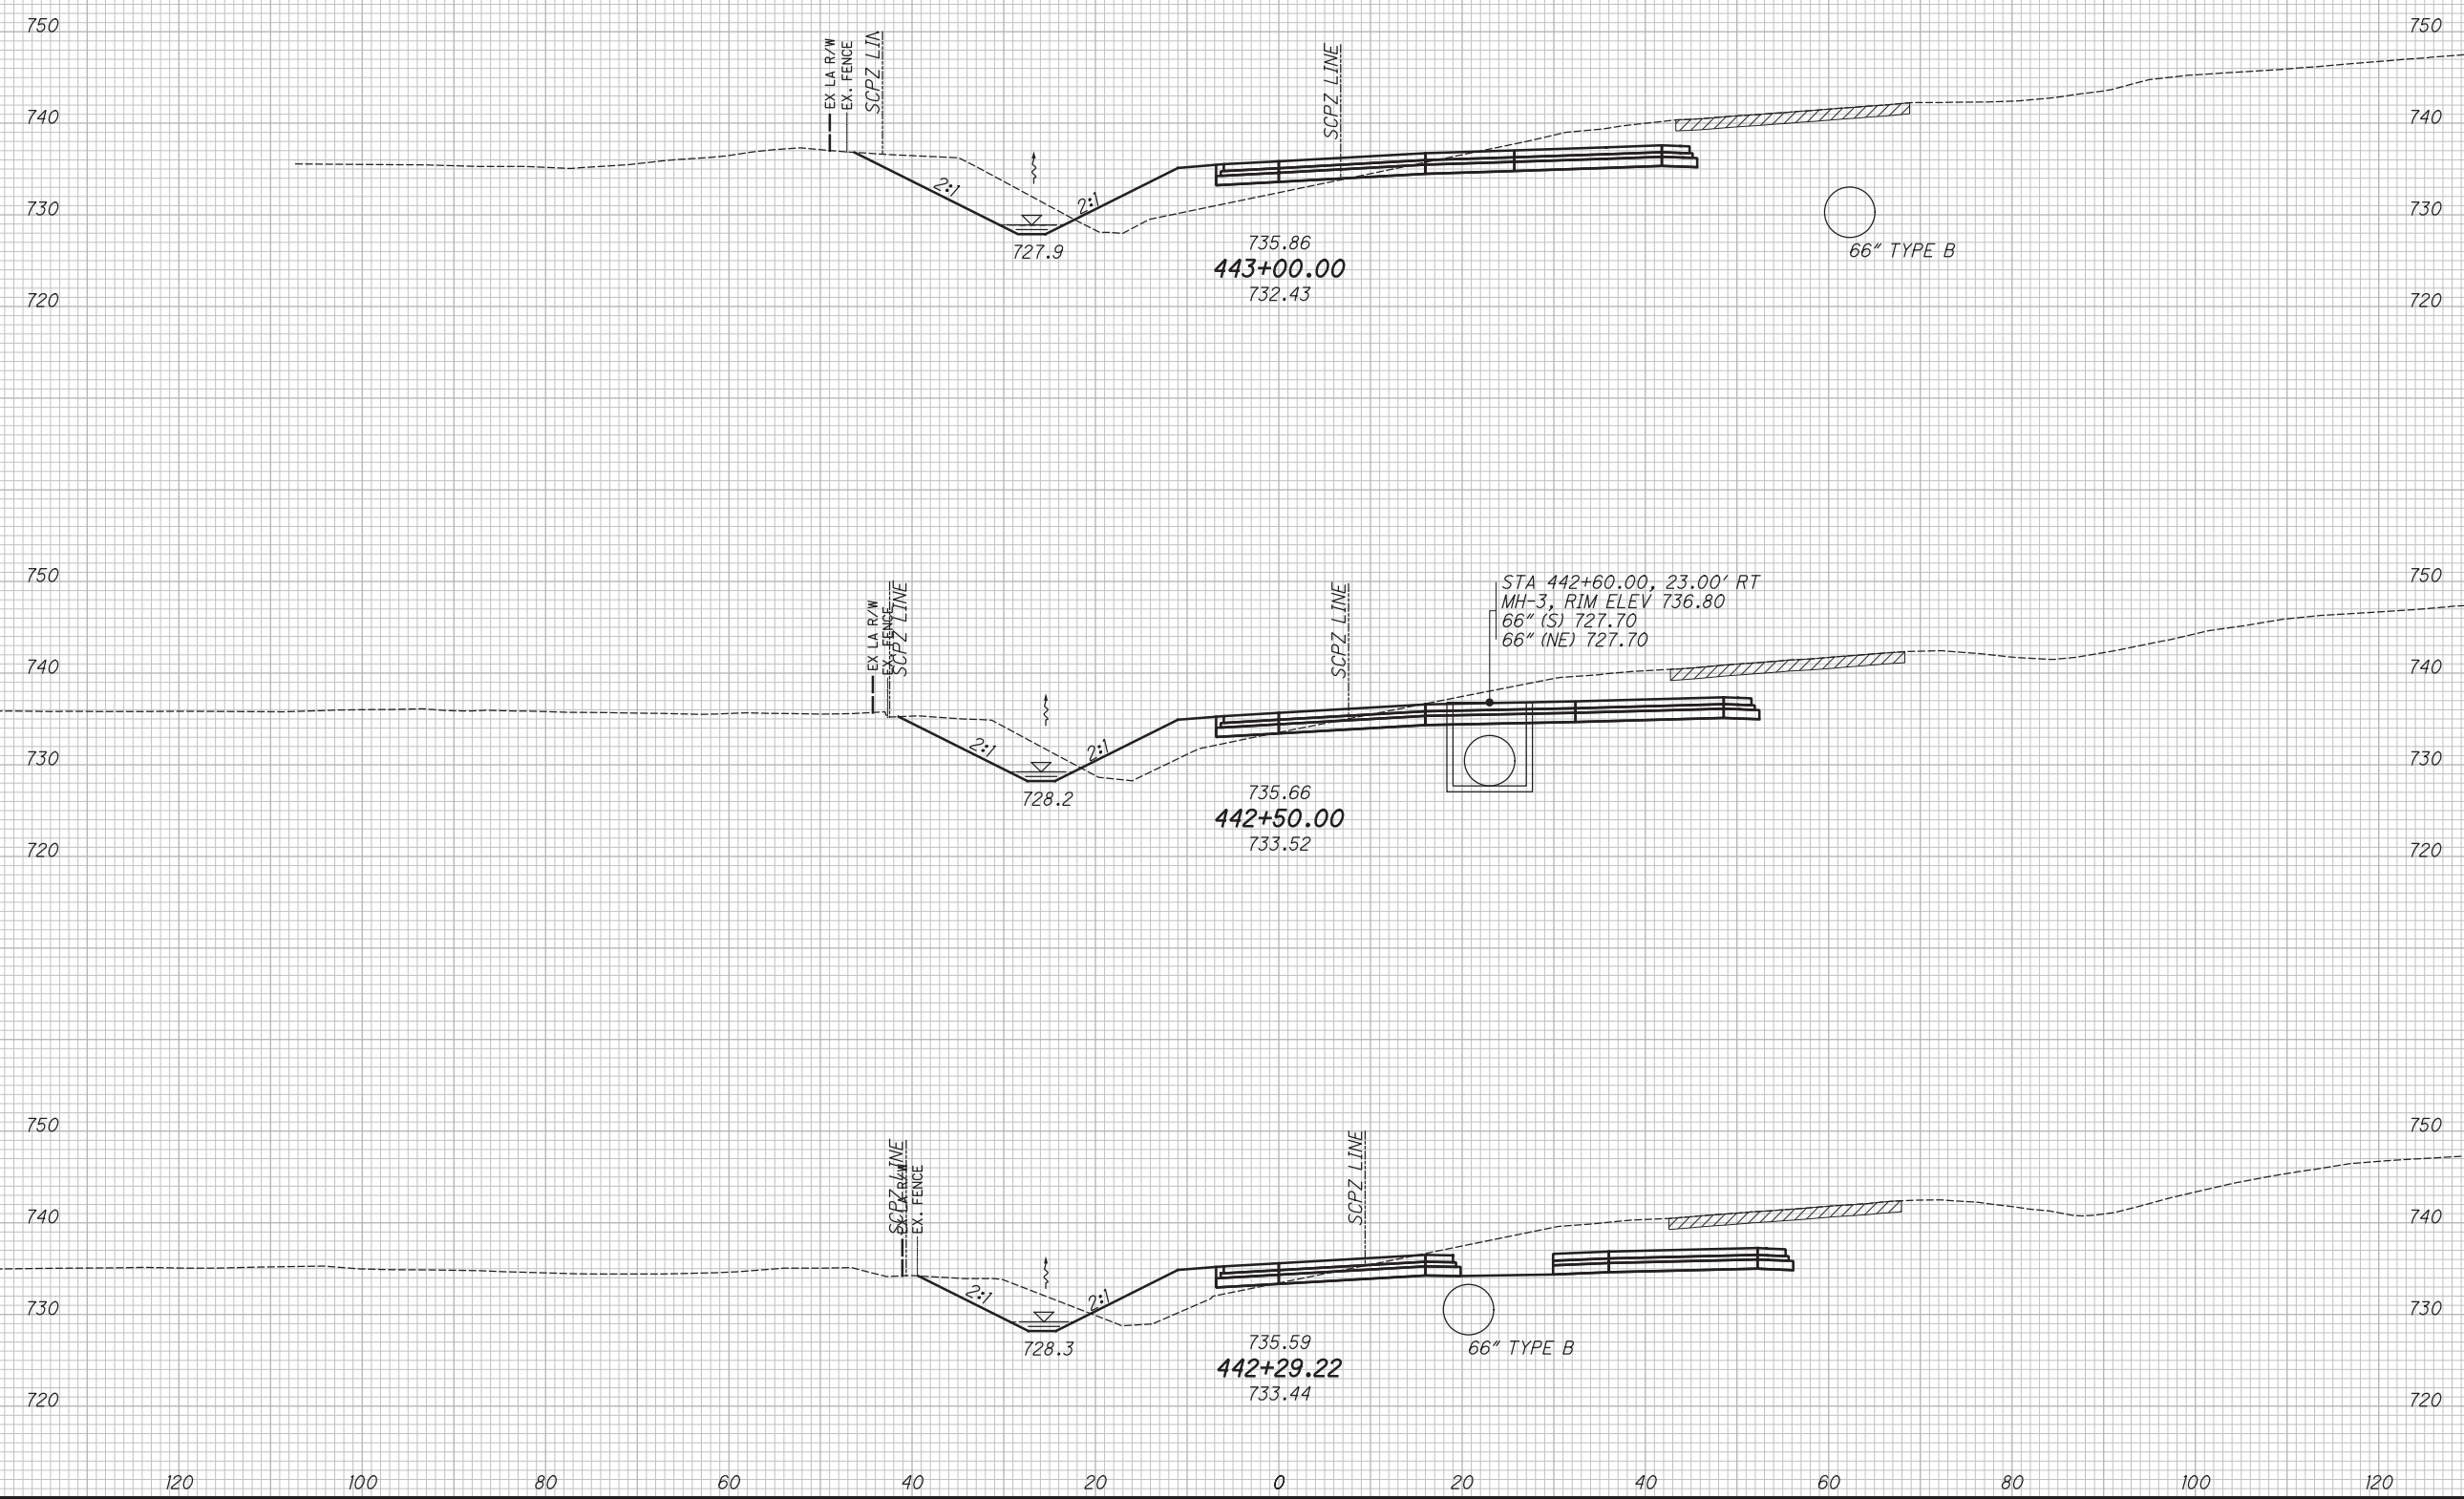 750 750
EX LA R/W
EX. FENCE
SCPZ LIN
SCPZ LINE
740 740
2:1
2:1
730 730
727.9
735.86
443+00.00
732.43
66" TYPE B
720 720
750 750
EX LA R/W
EX. FENCE
SCPZ LINE
SCPZ LINE
STA 442+60.00, 23.00' RT
MH-3, RIM ELEV 736.80
66" (S) 727.70
66" (NE) 727.70
740 740
2:1
2:1
730 730
728.2
735.66
442+50.00
733.52
720 720
750 750
SCPZ LINE
EX LA R/W
EX. FENCE
SCPZ LINE
740 740
2:1
2:1
730 730
728.3
735.59
442+29.22
733.44
66" TYPE B
720 720
120 100 80 60 40 20 0 20 40 60 80 100 120